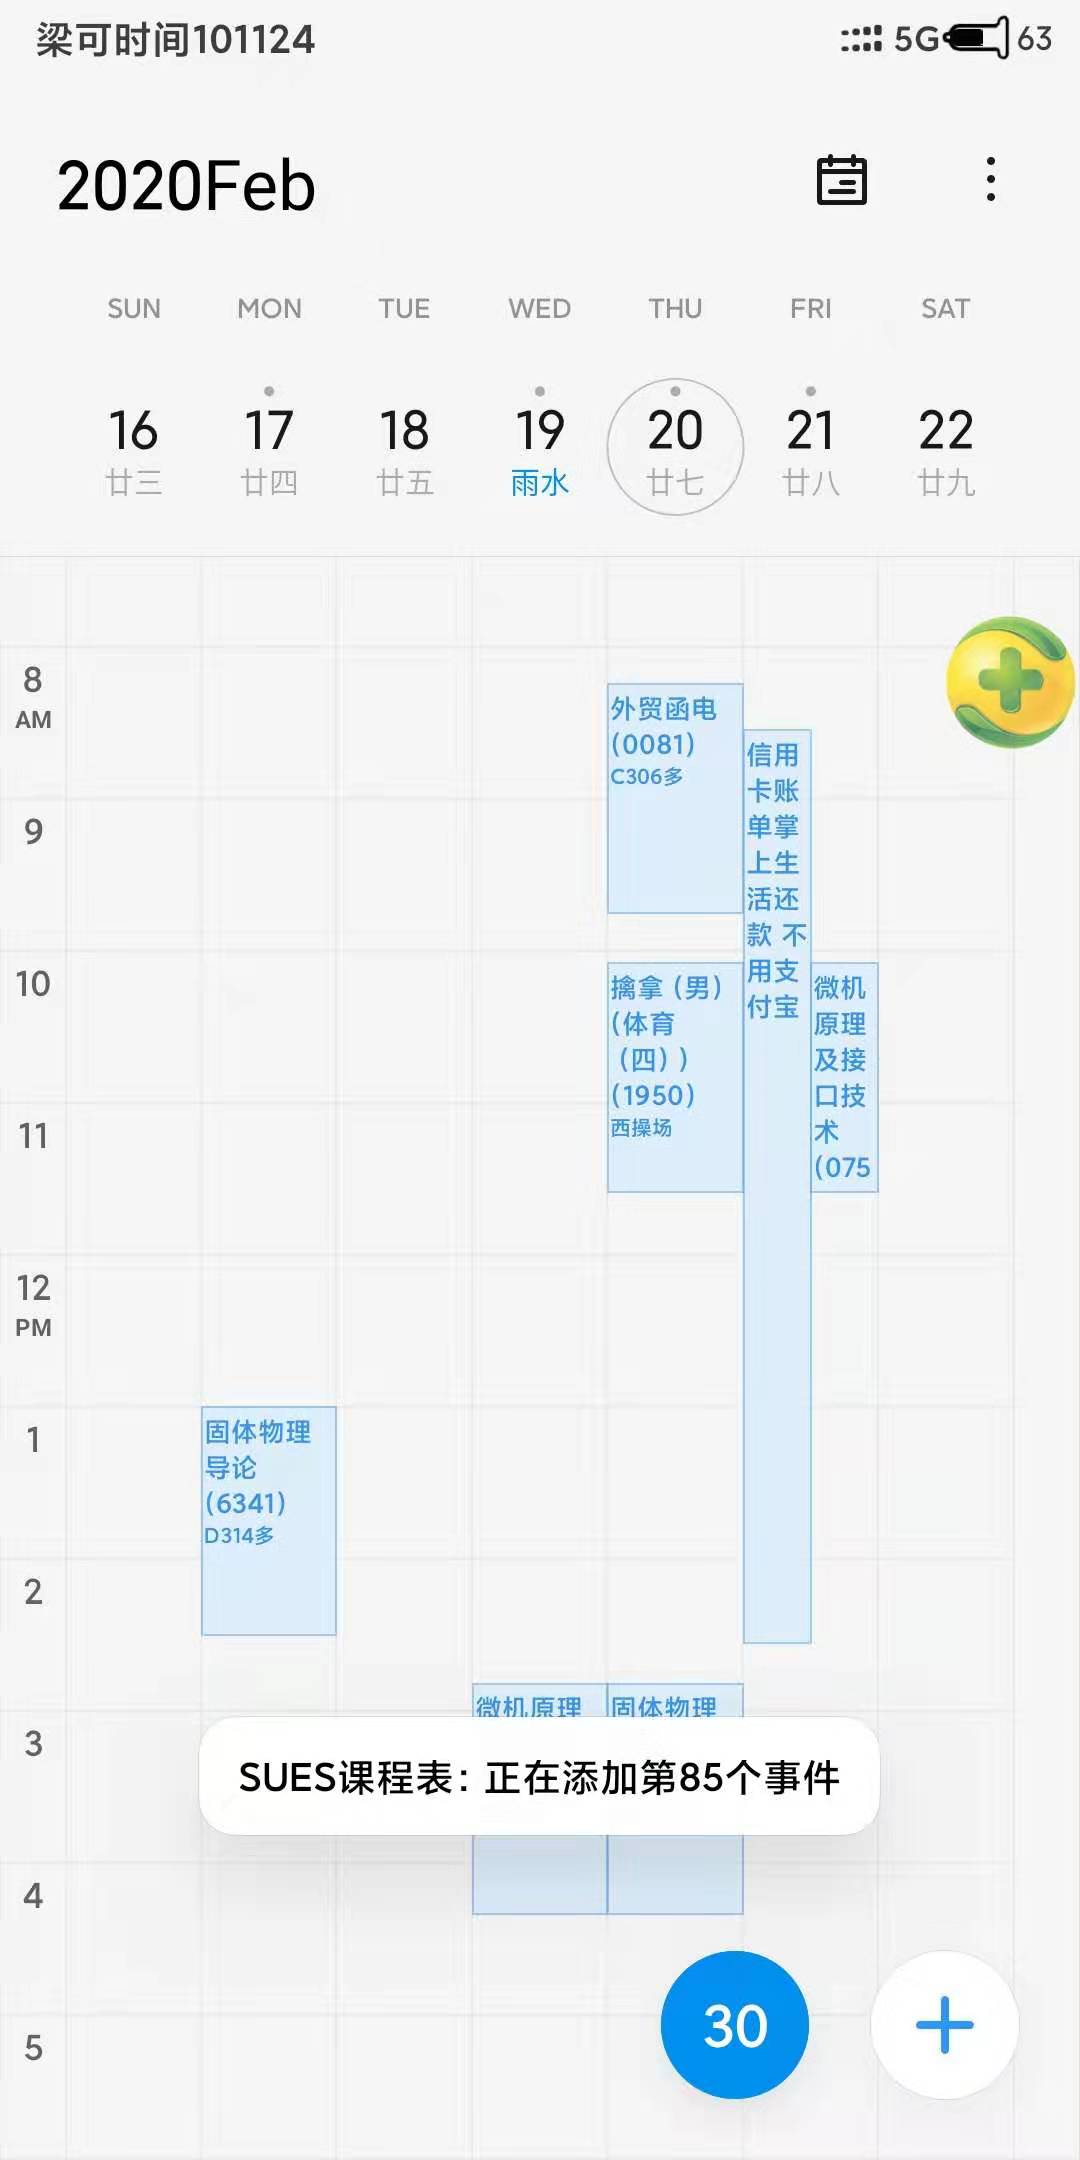 梁可时间101124
5G 63
2020Feb
SUN MON TUE WED THU FRI SAT
16 17 18 19 20 21 22
廿三 廿四 廿五 雨水 廿七 廿八 廿九
8
AM
9
10
11
12
PM
1
2
3
4
5
外贸函电
(0081)
C306多
信用
卡账
单掌
上生
活还
款 不
用支
付宝
擒拿（男）
(体育
（四）)
(1950)
西操场
微机
原理
及接
口技
术
(075
固体物理
导论
(6341)
D314多
微机原理
固体物理
SUES课程表：正在添加第85个事件
30